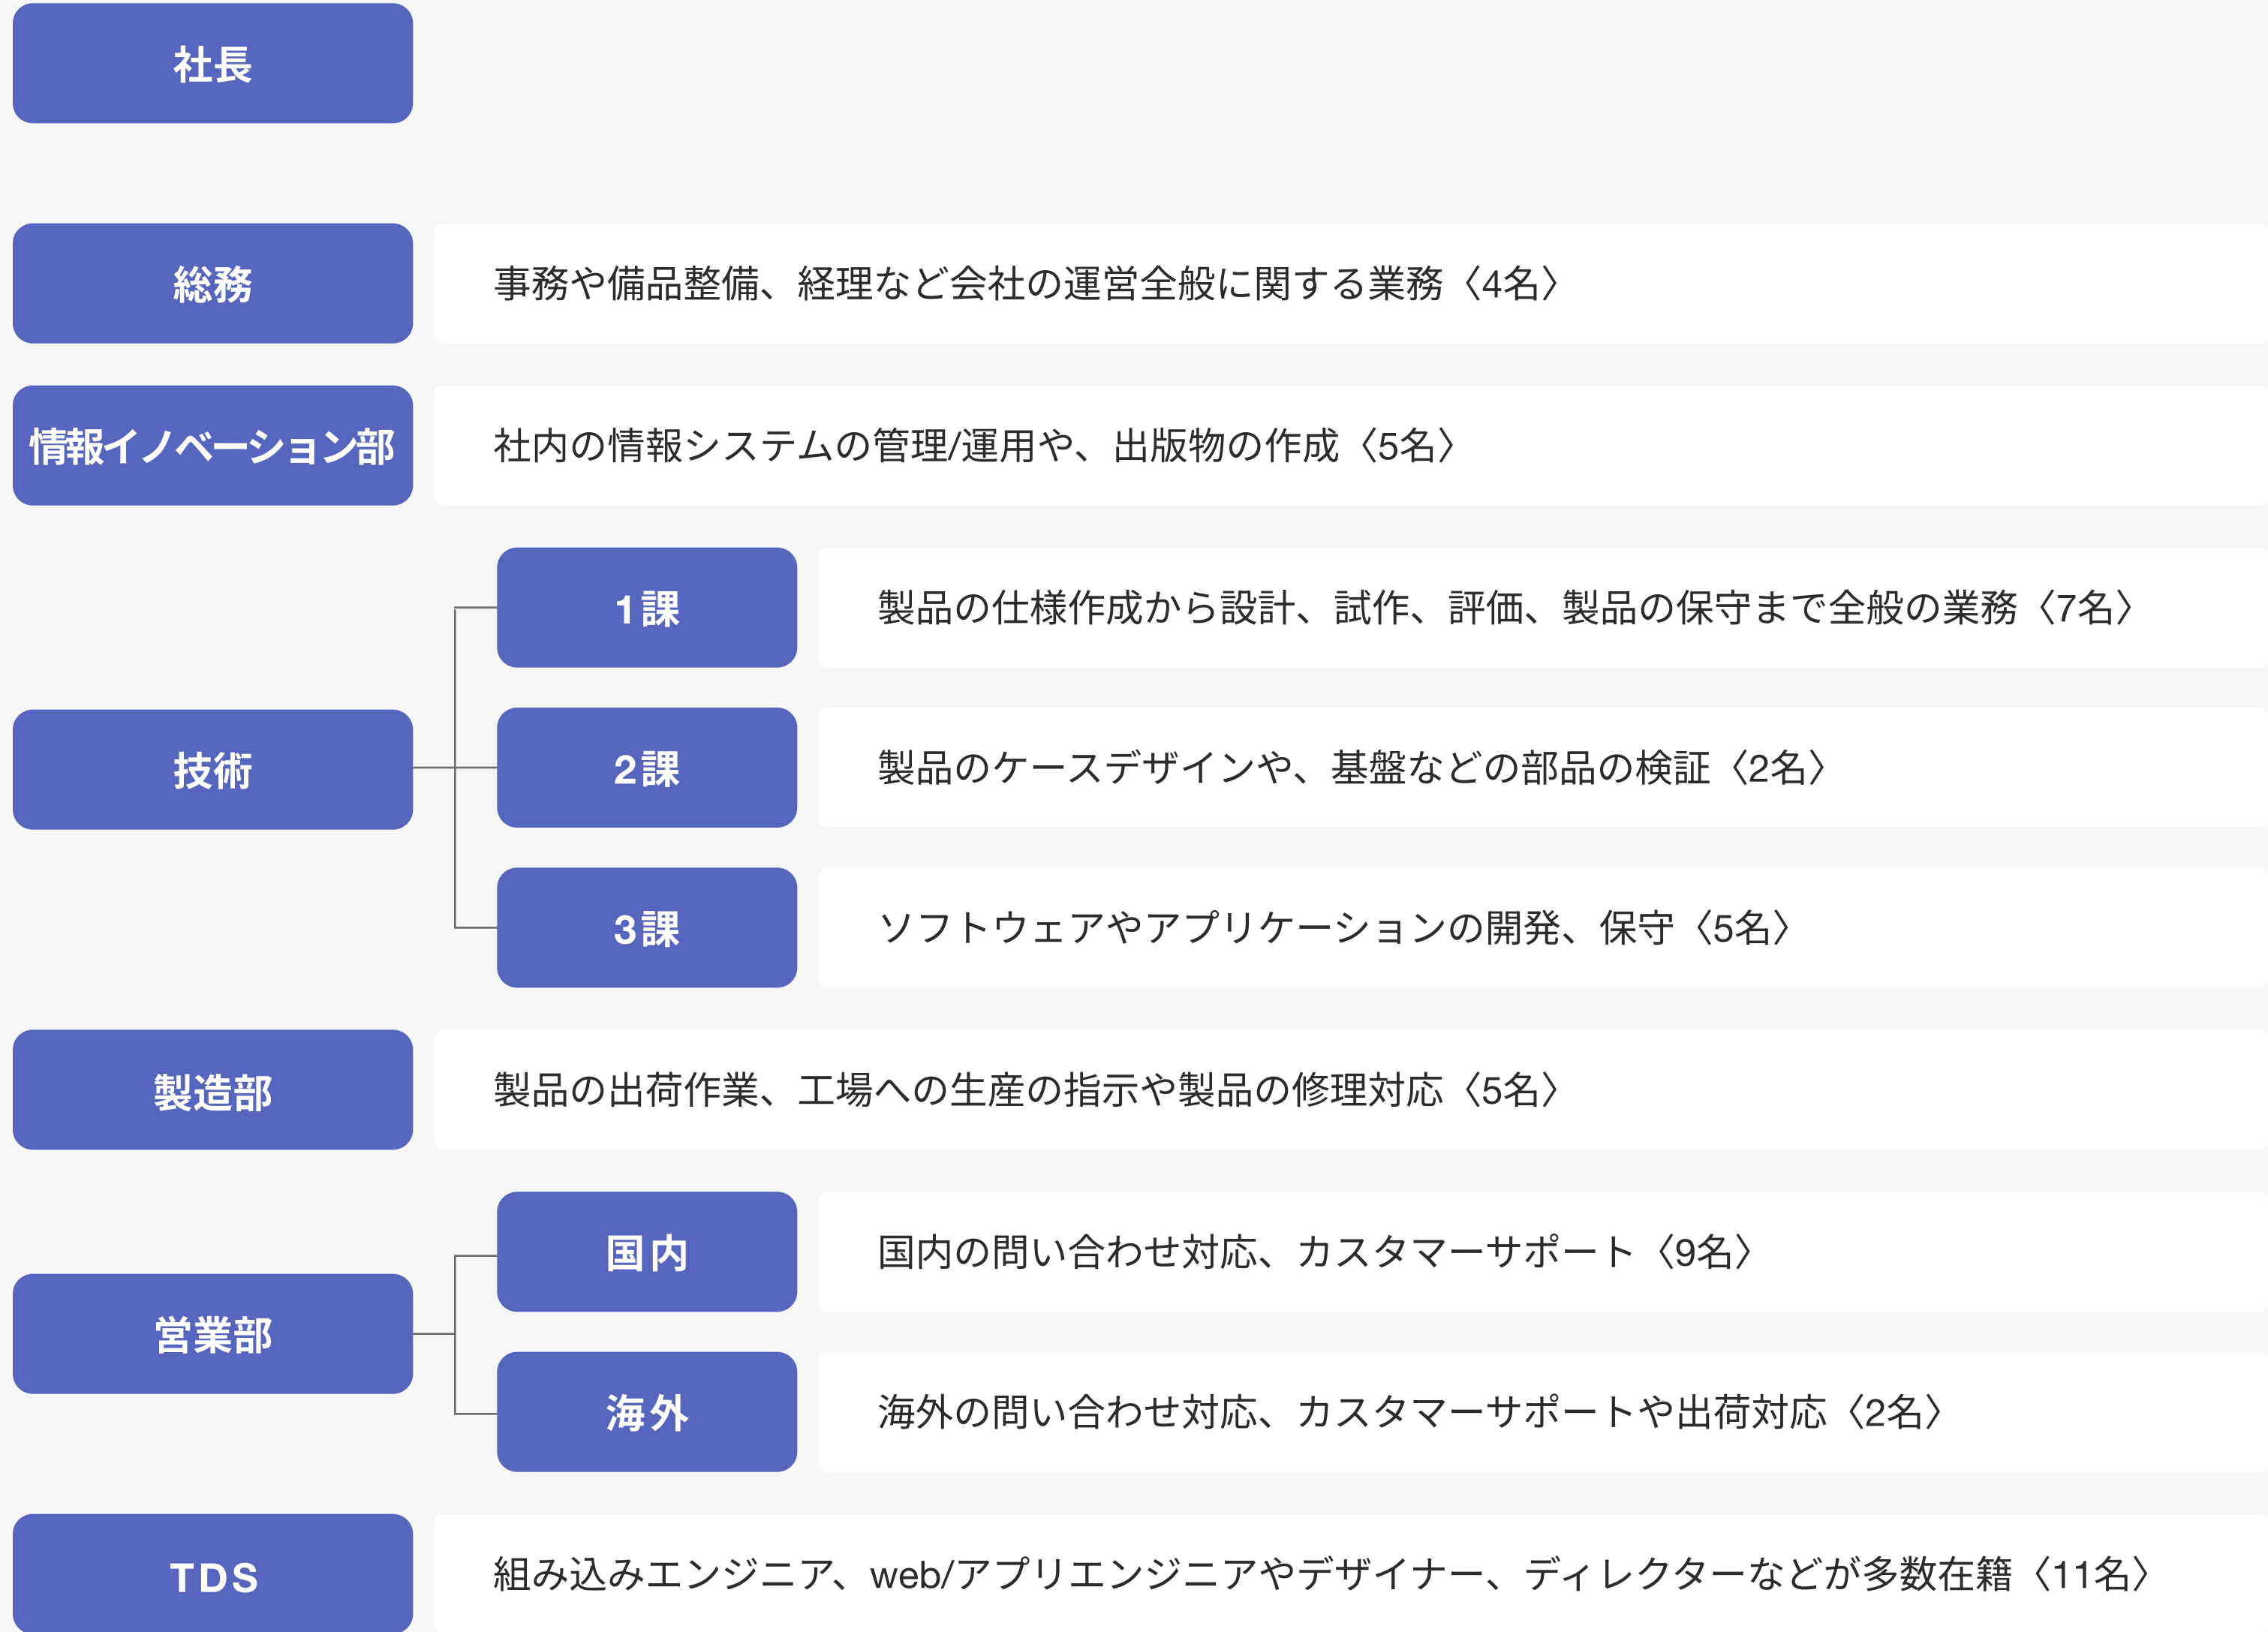 社長
総務
事務や備品整備、経理など会社の運営全般に関する業務〈4名〉
情報イノベーション部
社内の情報システムの管理/運用や、出版物の作成〈5名〉
技術
1課
製品の仕様作成から設計、試作、評価、製品の保守まで全般の業務〈7名〉
2課
製品のケースデザインや、基盤などの部品の検証〈2名〉
3課
ソフトウェアやアプリケーションの開発、保守〈5名〉
製造部
製品の出荷作業、工場への生産の指示や製品の修理対応〈5名〉
営業部
国内
国内の問い合わせ対応、カスタマーサポート〈9名〉
海外
海外の問い合わせ対応、カスタマーサポートや出荷対応〈2名〉
TDS
組み込みエンジニア、web/アプリエンジニアやデザイナー、ディレクターなどが多数在籍〈11名〉